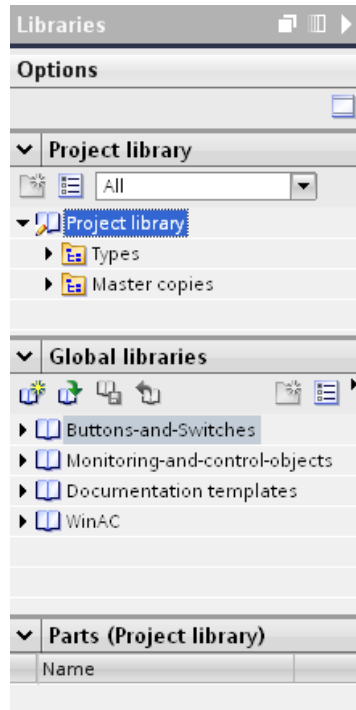 Libraries
Options
Project library
All
Project library
Types
Master copies
Global libraries
Buttons-and-Switches
Monitoring-and-control-objects
Documentation templates
WinAC
Parts (Project library)
Name